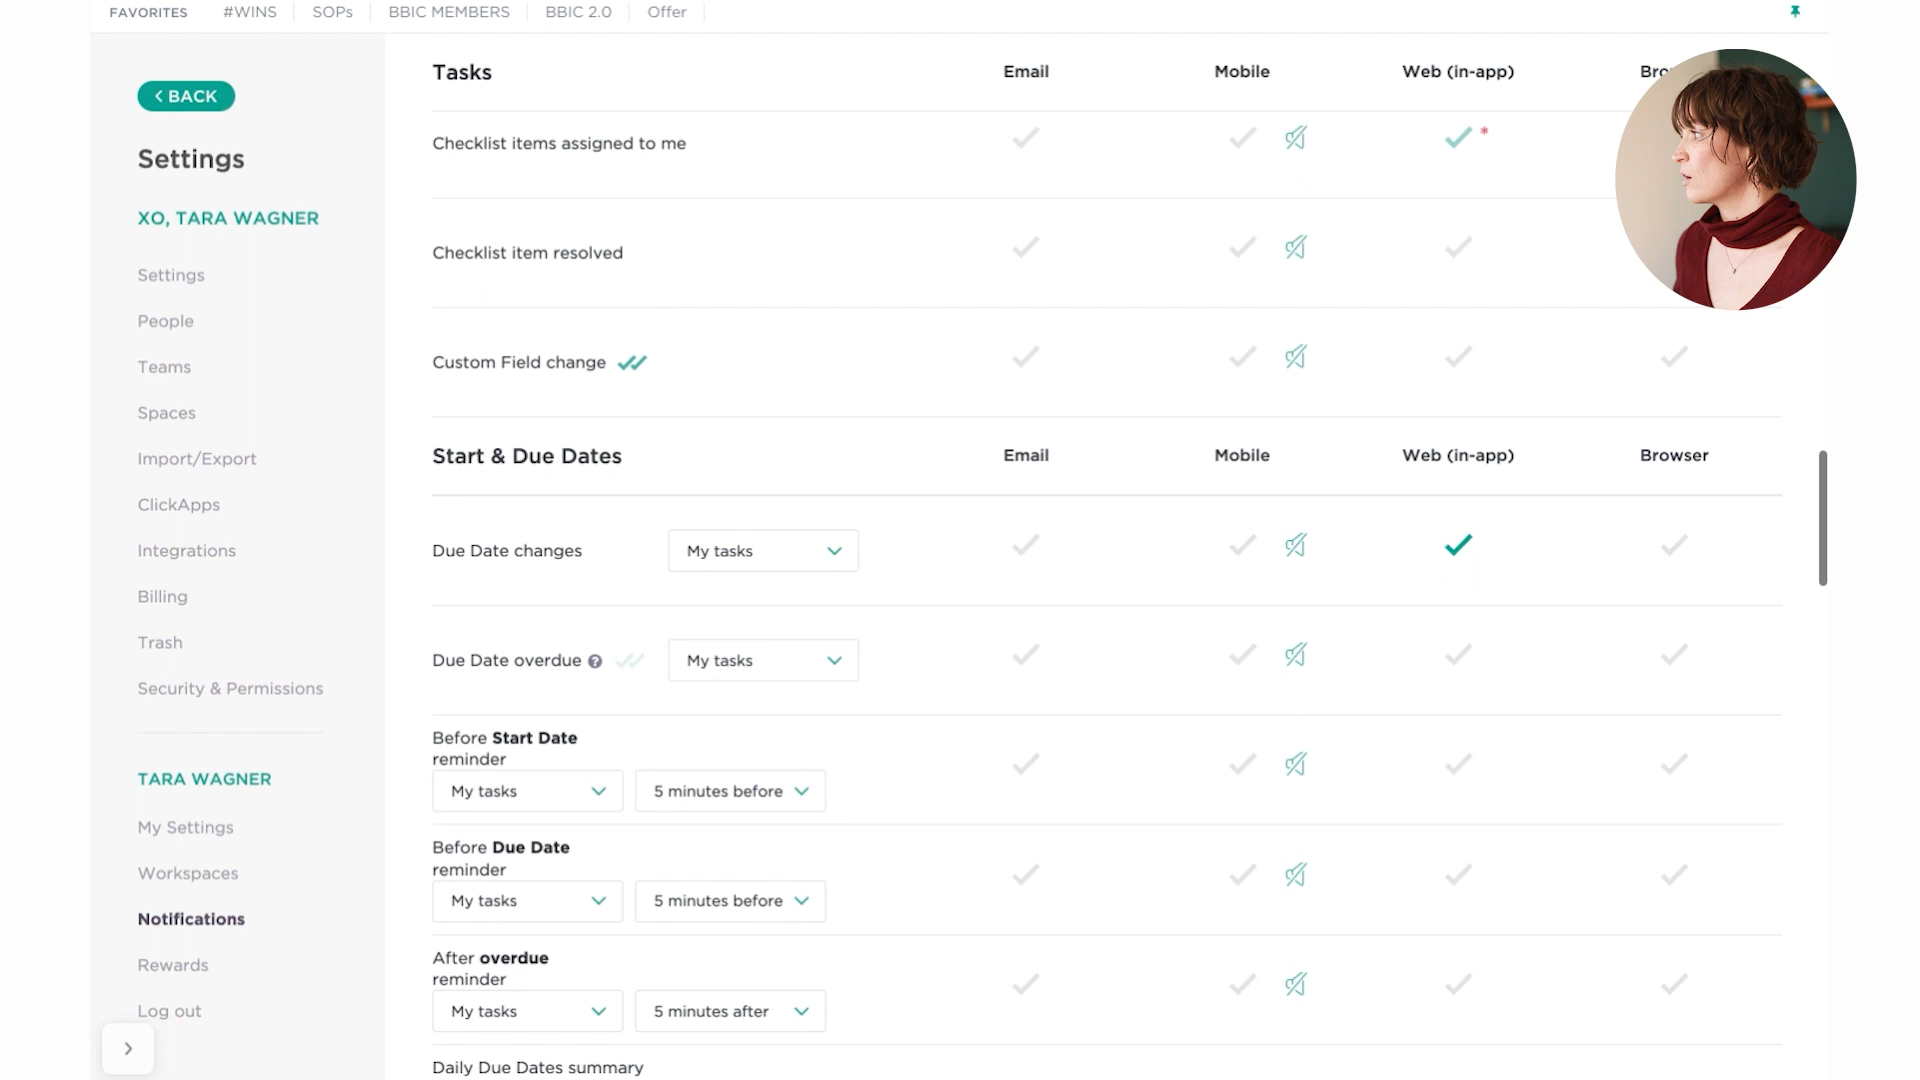 FAVORITES #WINS SOPs BBIC MEMBERS BBIC 2.0 Offer
BACK
Settings
XO, TARA WAGNER
Settings
People
Teams
Spaces
Import/Export
ClickApps
Integrations
Billing
Trash
Security & Permissions
TARA WAGNER
My Settings
Workspaces
Notifications
Rewards
Log out
Tasks Email Mobile Web (in-app)
Checklist items assigned to me *
Checklist item resolved
Custom Field change
Start & Due Dates Email Mobile Web (in-app) Browser
Due Date changes My tasks
Due Date overdue ? My tasks
Before Start Date
reminder
My tasks 5 minutes before
Before Due Date
reminder
My tasks 5 minutes before
After overdue
reminder
My tasks 5 minutes after
Daily Due Dates summary